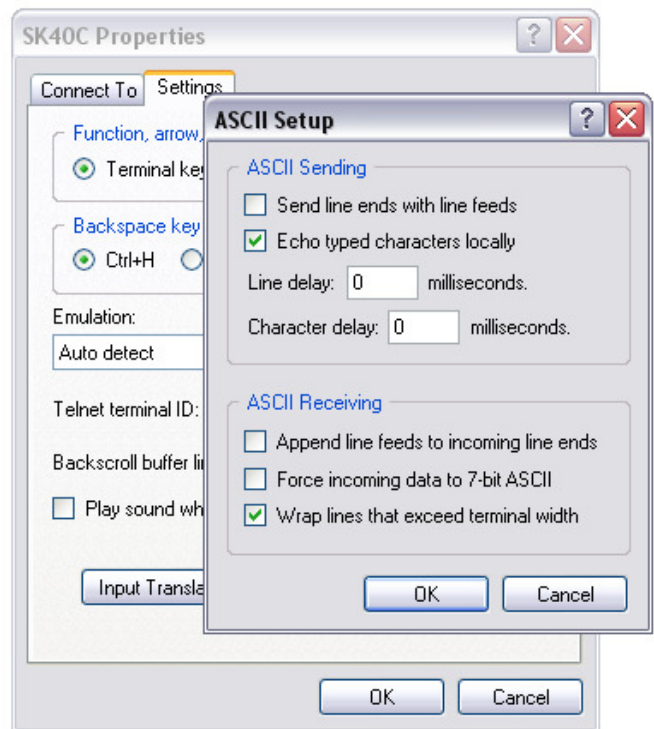 SK40C Properties
Connect To Settings
Function, arrow,
Terminal key
Backspace key
Ctrl+H
Emulation:
Auto detect
Telnet terminal ID:
Backscroll buffer
Play sound
Input
OK Cancel
ASCII Setup
ASCII Sending
Send line ends with line feeds
Echo typed characters locally
Line delay: 0 milliseconds.
Character delay: 0 milliseconds.
ASCII Receiving
Append line feeds to incoming line ends
Force incoming data to 7-bit ASCII
Wrap lines that exceed terminal width
OK Cancel